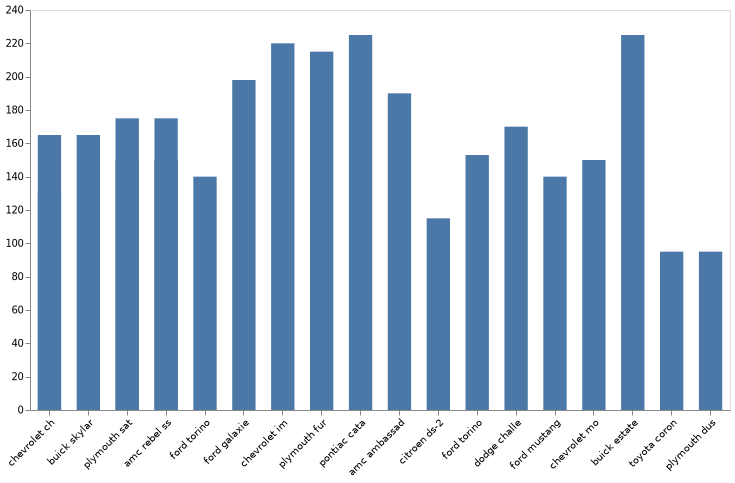 240
220
200
180
160
140
120
100
80
60
40
20
0
chevrolet ch
buick skylar
plymouth sat
amc rebel ss
ford torino
ford galaxie
chevrolet im
plymouth fur
pontiac cata
amc ambassad
citroen ds-2
ford torino
dodge challe
ford mustang
chevrolet mo
buick estate
toyota coron
plymouth dus